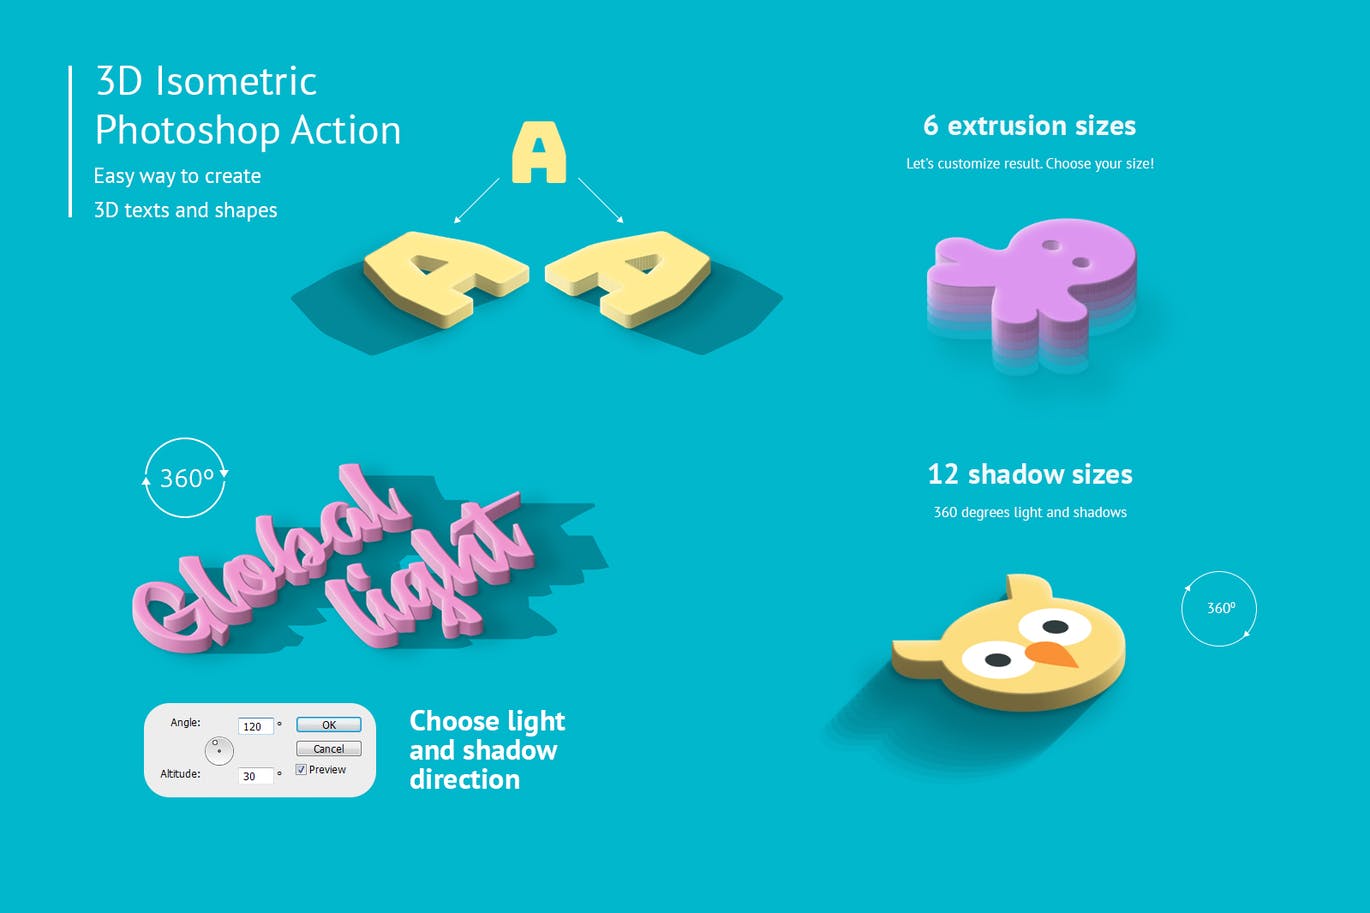 3D Isometric
Photoshop Action
Easy way to create
3D texts and shapes
A
A A
6 extrusion sizes
Let's customize result. Choose your size!
360º
Global
light
12 shadow sizes
360 degrees light and shadows
360º
Angle: 120 °
OK
Cancel
Altitude: 30 °
Preview
Choose light
and shadow
direction